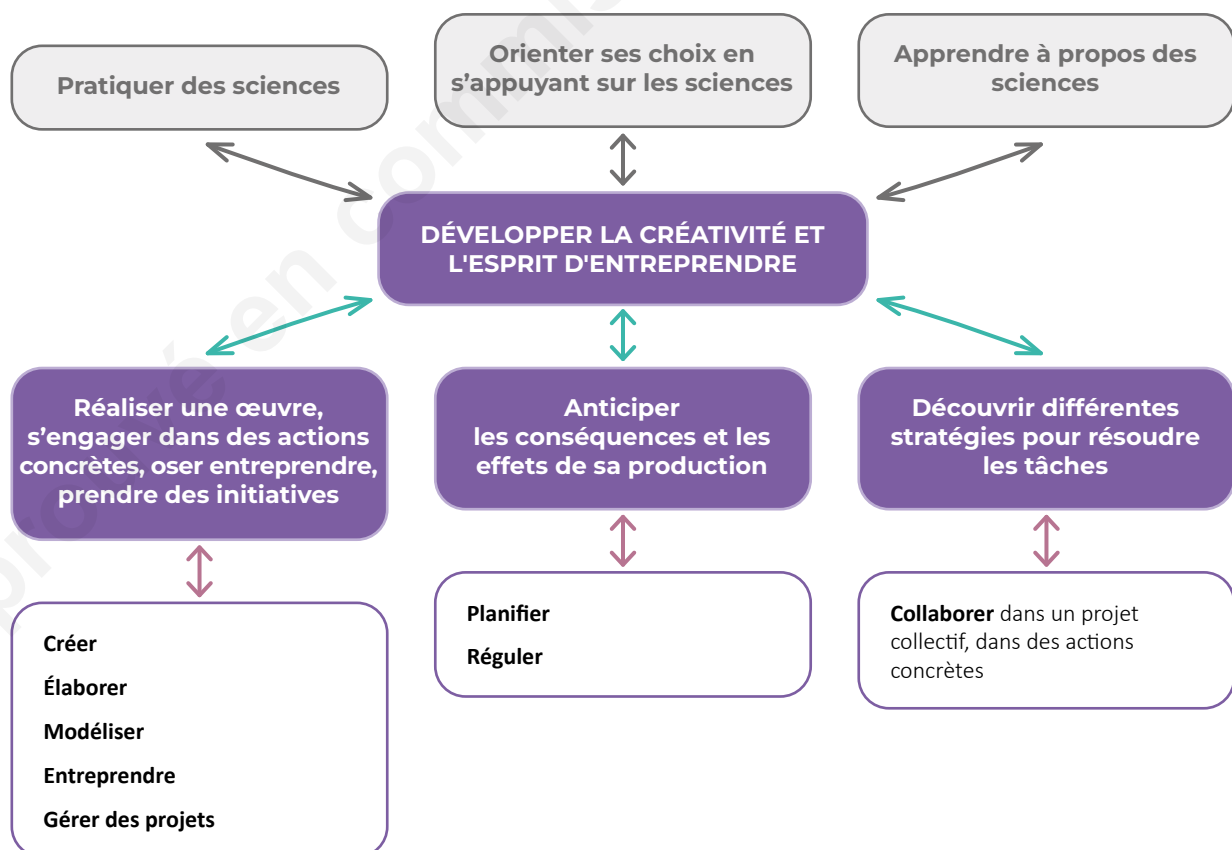 Pratiquer des sciences
Orienter ses choix en
s’appuyant sur les sciences
Apprendre à propos des
sciences
DÉVELOPPER LA CRÉATIVITÉ ET
L'ESPRIT D'ENTREPRENDRE
Réaliser une œuvre,
s’engager dans des actions
concrètes, oser entreprendre,
prendre des initiatives
Anticiper
les conséquences et les
effets de sa production
Découvrir différentes
stratégies pour résoudre
les tâches
Créer
Élaborer
Modéliser
Entreprendre
Gérer des projets
Planifier
Réguler
Collaborer dans un projet
collectif, dans des actions
concrètes